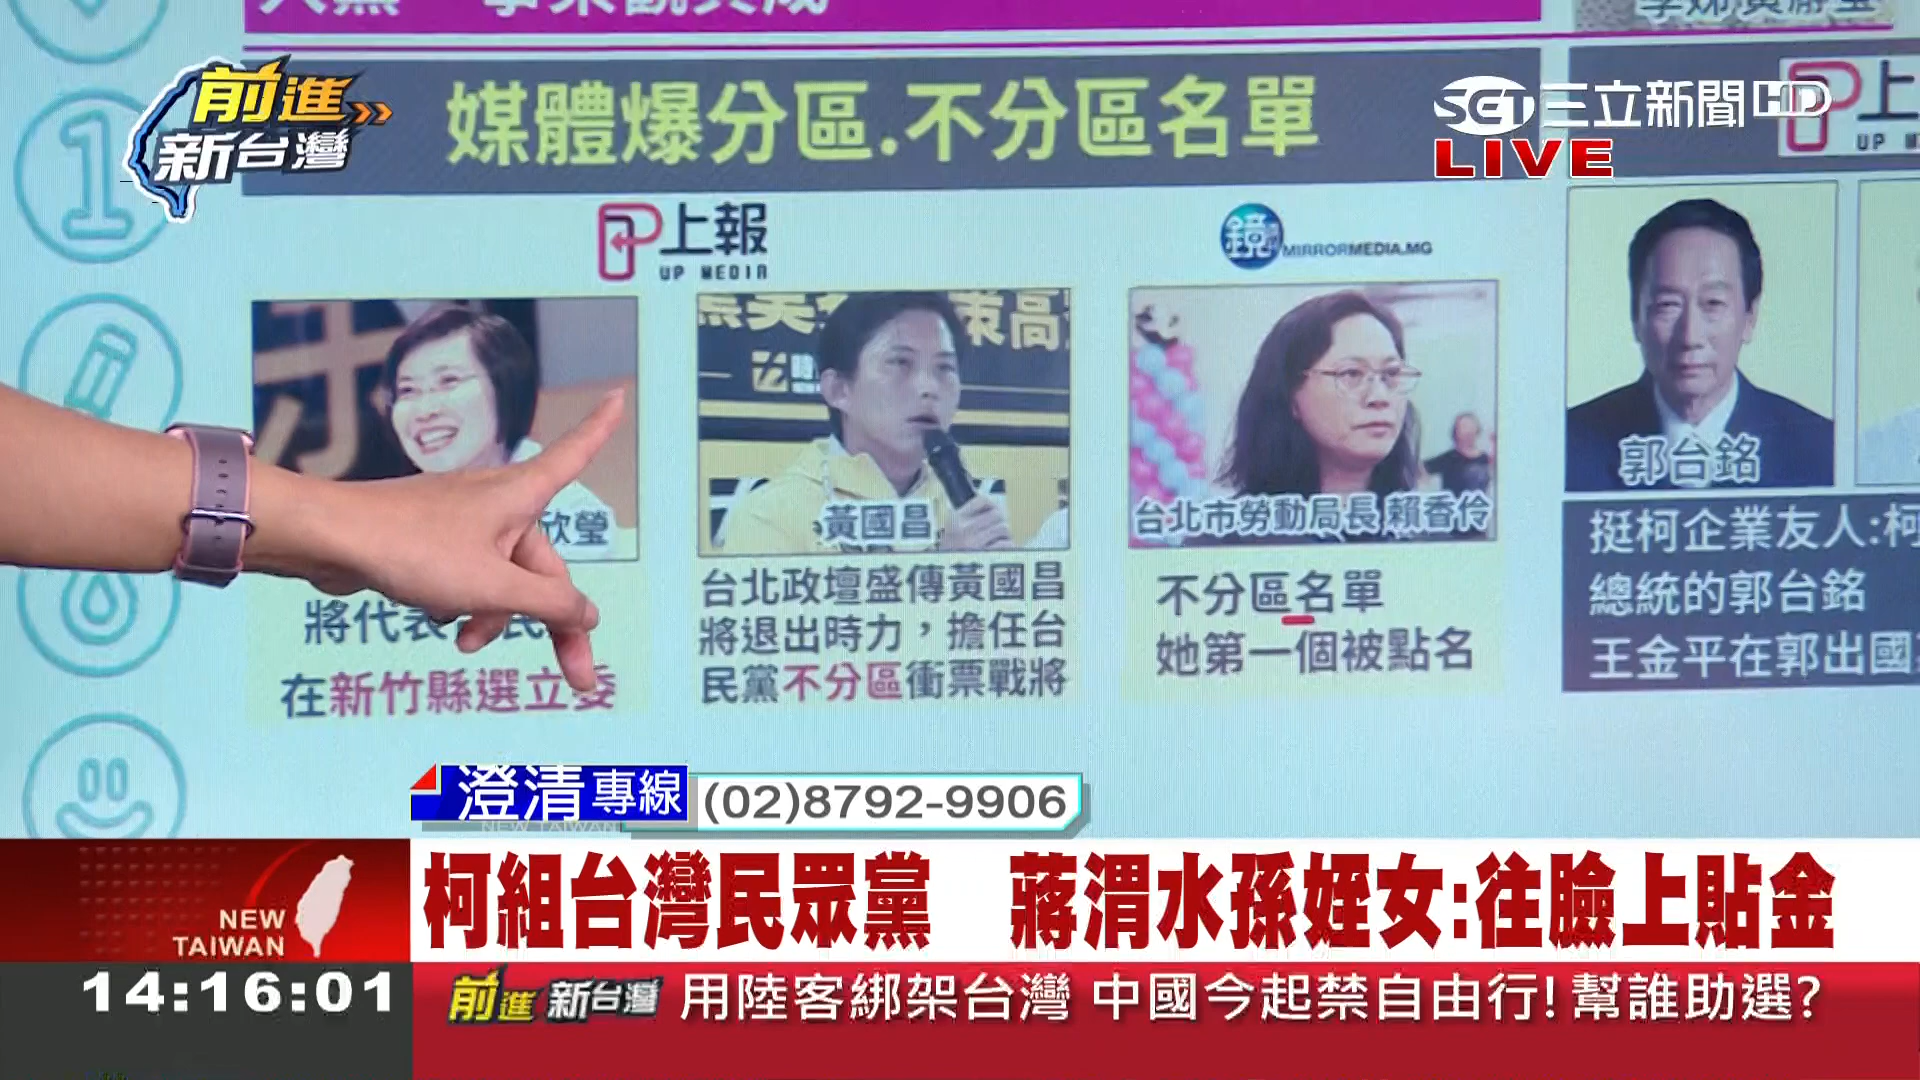 前進
新台灣
媒體爆分區.不分區名單
SET三立新聞HD
LIVE
上報
UP MEDIA
鏡
MIRRORMEDIA.MG
上
UP
欣瑩
將代表
在新竹縣選立委
黃國昌
台北政壇盛傳黃國昌
將退出時力，擔任台
民黨不分區衝票戰將
台北市勞動局長 賴香伶
不分區名單
她第一個被點名
郭台銘
挺柯企業友人:柯
總統的郭台銘
王金平在郭出國
澄清專線 (02)8792-9906
柯組台灣民眾黨 蔣渭水孫姪女:往臉上貼金
NEW
TAIWAN
14:16:01
前進新台灣 用陸客綁架台灣 中國今起禁自由行! 幫誰助選?